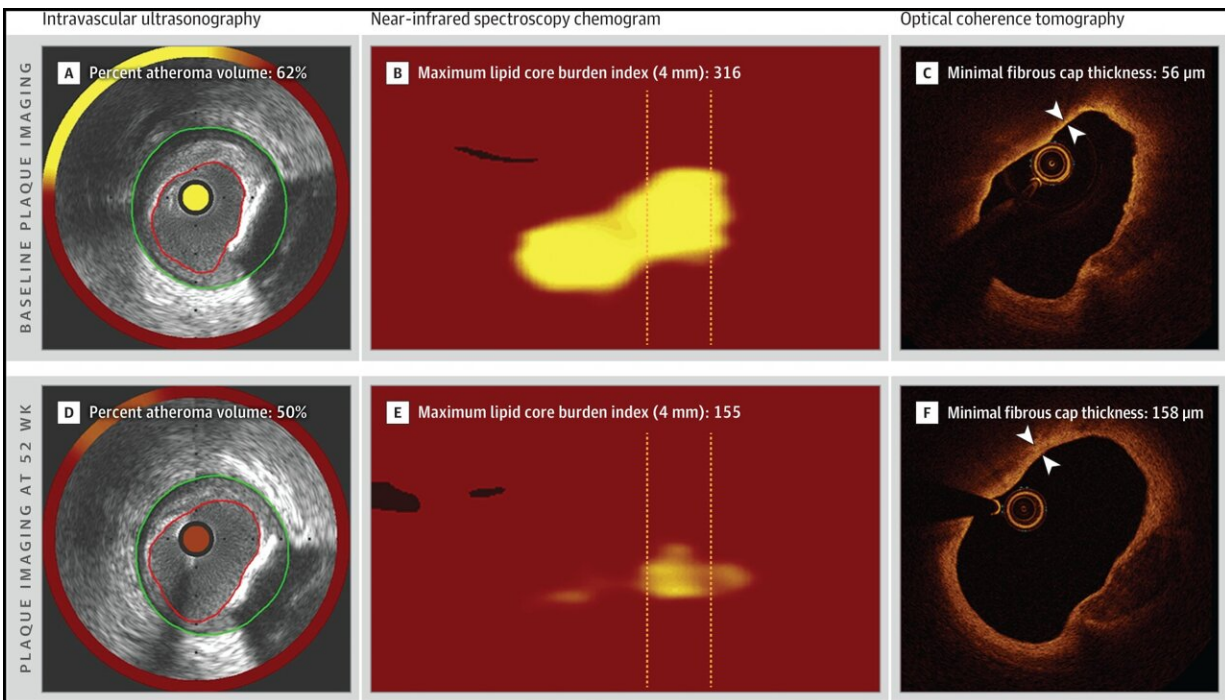 Intravascular ultrasonography
Near-infrared spectroscopy chemogram
Optical coherence tomography
BASELINE PLAQUE IMAGING
A Percent atheroma volume: 62%
B Maximum lipid core burden index (4 mm): 316
C Minimal fibrous cap thickness: 56 μm
PLAQUE IMAGING AT 52 WK
D Percent atheroma volume: 50%
E Maximum lipid core burden index (4 mm): 155
F Minimal fibrous cap thickness: 158 μm